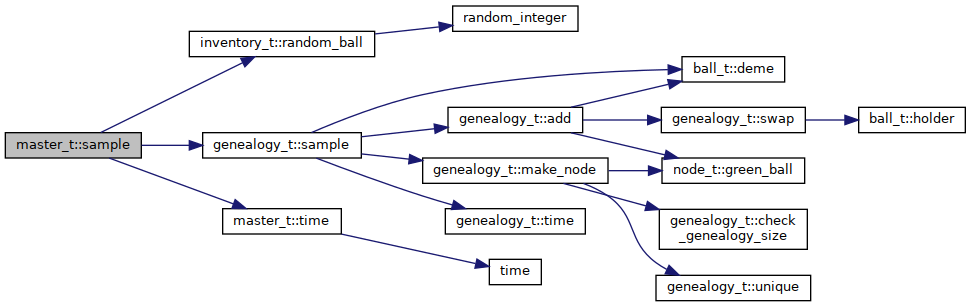 random_integer
inventory_t::random_ball
ball_t::deme
genealogy_t::add
genealogy_t::swap
ball_t::holder
master_t::sample
genealogy_t::sample
genealogy_t::make_node
node_t::green_ball
master_t::time
genealogy_t::time
genealogy_t::check
_genealogy_size
time
genealogy_t::unique